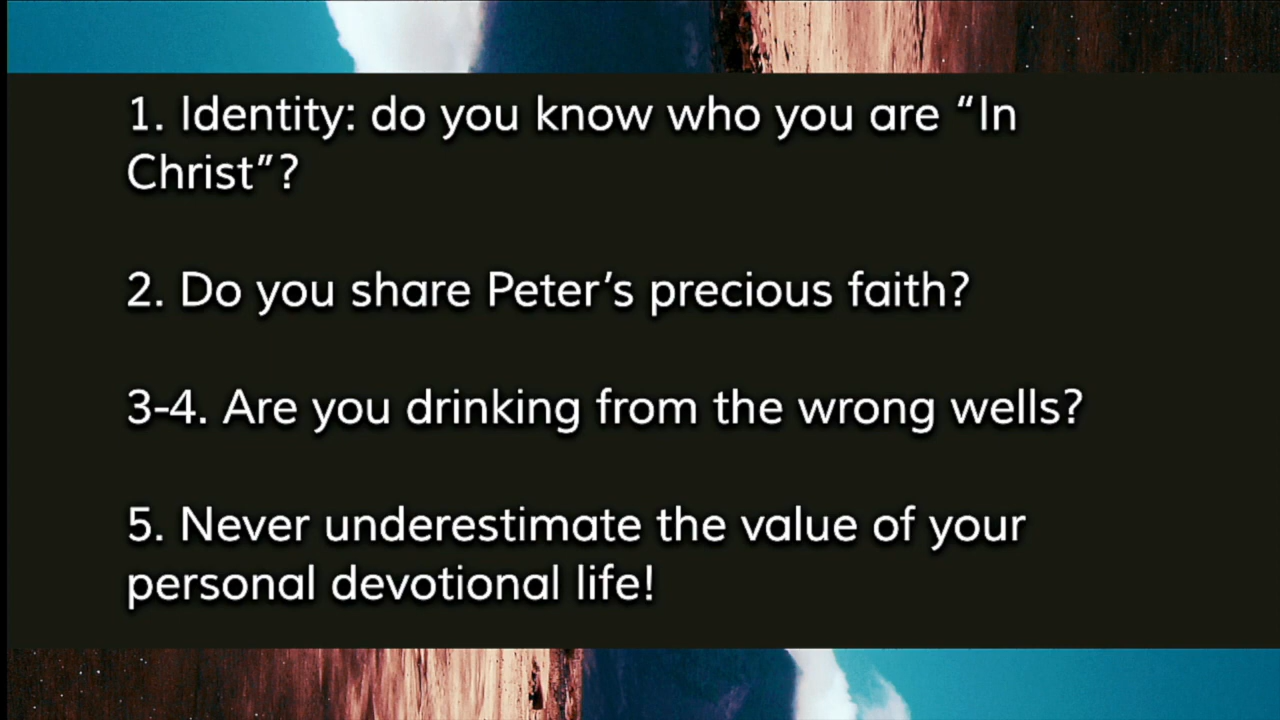 1. Identity: do you know who you are “In
Christ”?
2. Do you share Peter’s precious faith?
3-4. Are you drinking from the wrong wells?
5. Never underestimate the value of your
personal devotional life!